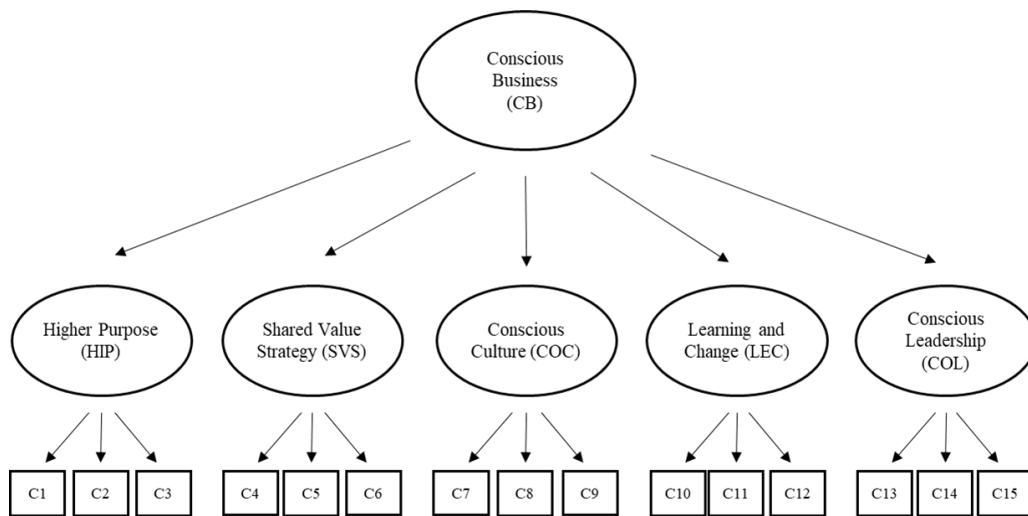 Conscious
Business
(CB)
Higher Purpose
(HIP)
Shared Value
Strategy (SVS)
Conscious
Culture (COC)
Learning and
Change (LEC)
Conscious
Leadership
(COL)
C1
C2
C3
C4
C5
C6
C7
C8
C9
C10
C11
C12
C13
C14
C15